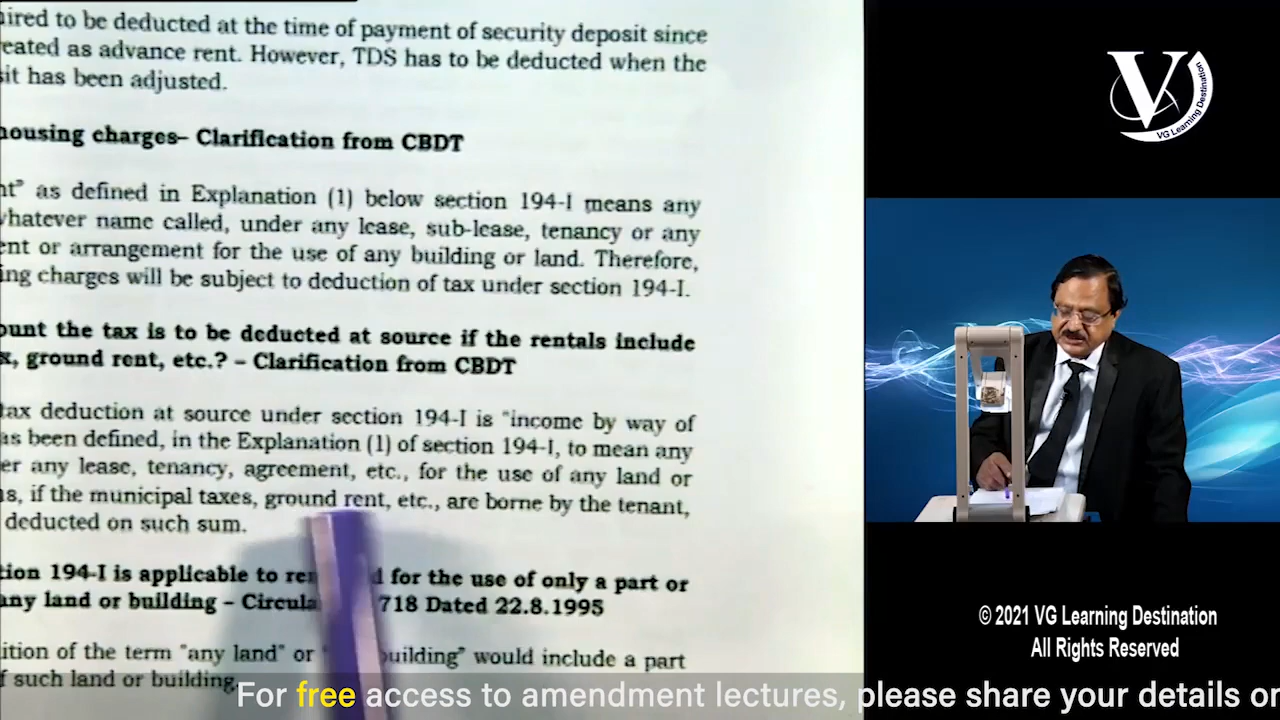 ired to be deducted at the time of payment of security deposit since
eated as advance rent. However, TDS has to be deducted when the
sit has been adjusted.
housing charges– Clarification from CBDT
nt” as defined in Explanation (1) below section 194-I means any
whatever name called, under any lease, sub-lease, tenancy or any
ent or arrangement for the use of any building or land. Therefore,
ing charges will be subject to deduction of tax under section 194-I.
ount the tax is to be deducted at source if the rentals include
x, ground rent, etc.? – Clarification from CBDT
tax deduction at source under section 194-I is “income by way of
as been defined, in the Explanation (1) of section 194-I, to mean any
er any lease, tenancy, agreement, etc., for the use of any land or
s, if the municipal taxes, ground rent, etc., are borne by the tenant,
deducted on such sum.
tion 194-I is applicable to re d for the use of only a part or
any land or building – Circula 718 Dated 22.8.1995
ition of the term “any land” or “ building” would include a part
f such land or building.
V
VG Learning Destination
© 2021 VG Learning Destination
All Rights Reserved
For free access to amendment lectures, please share your details or